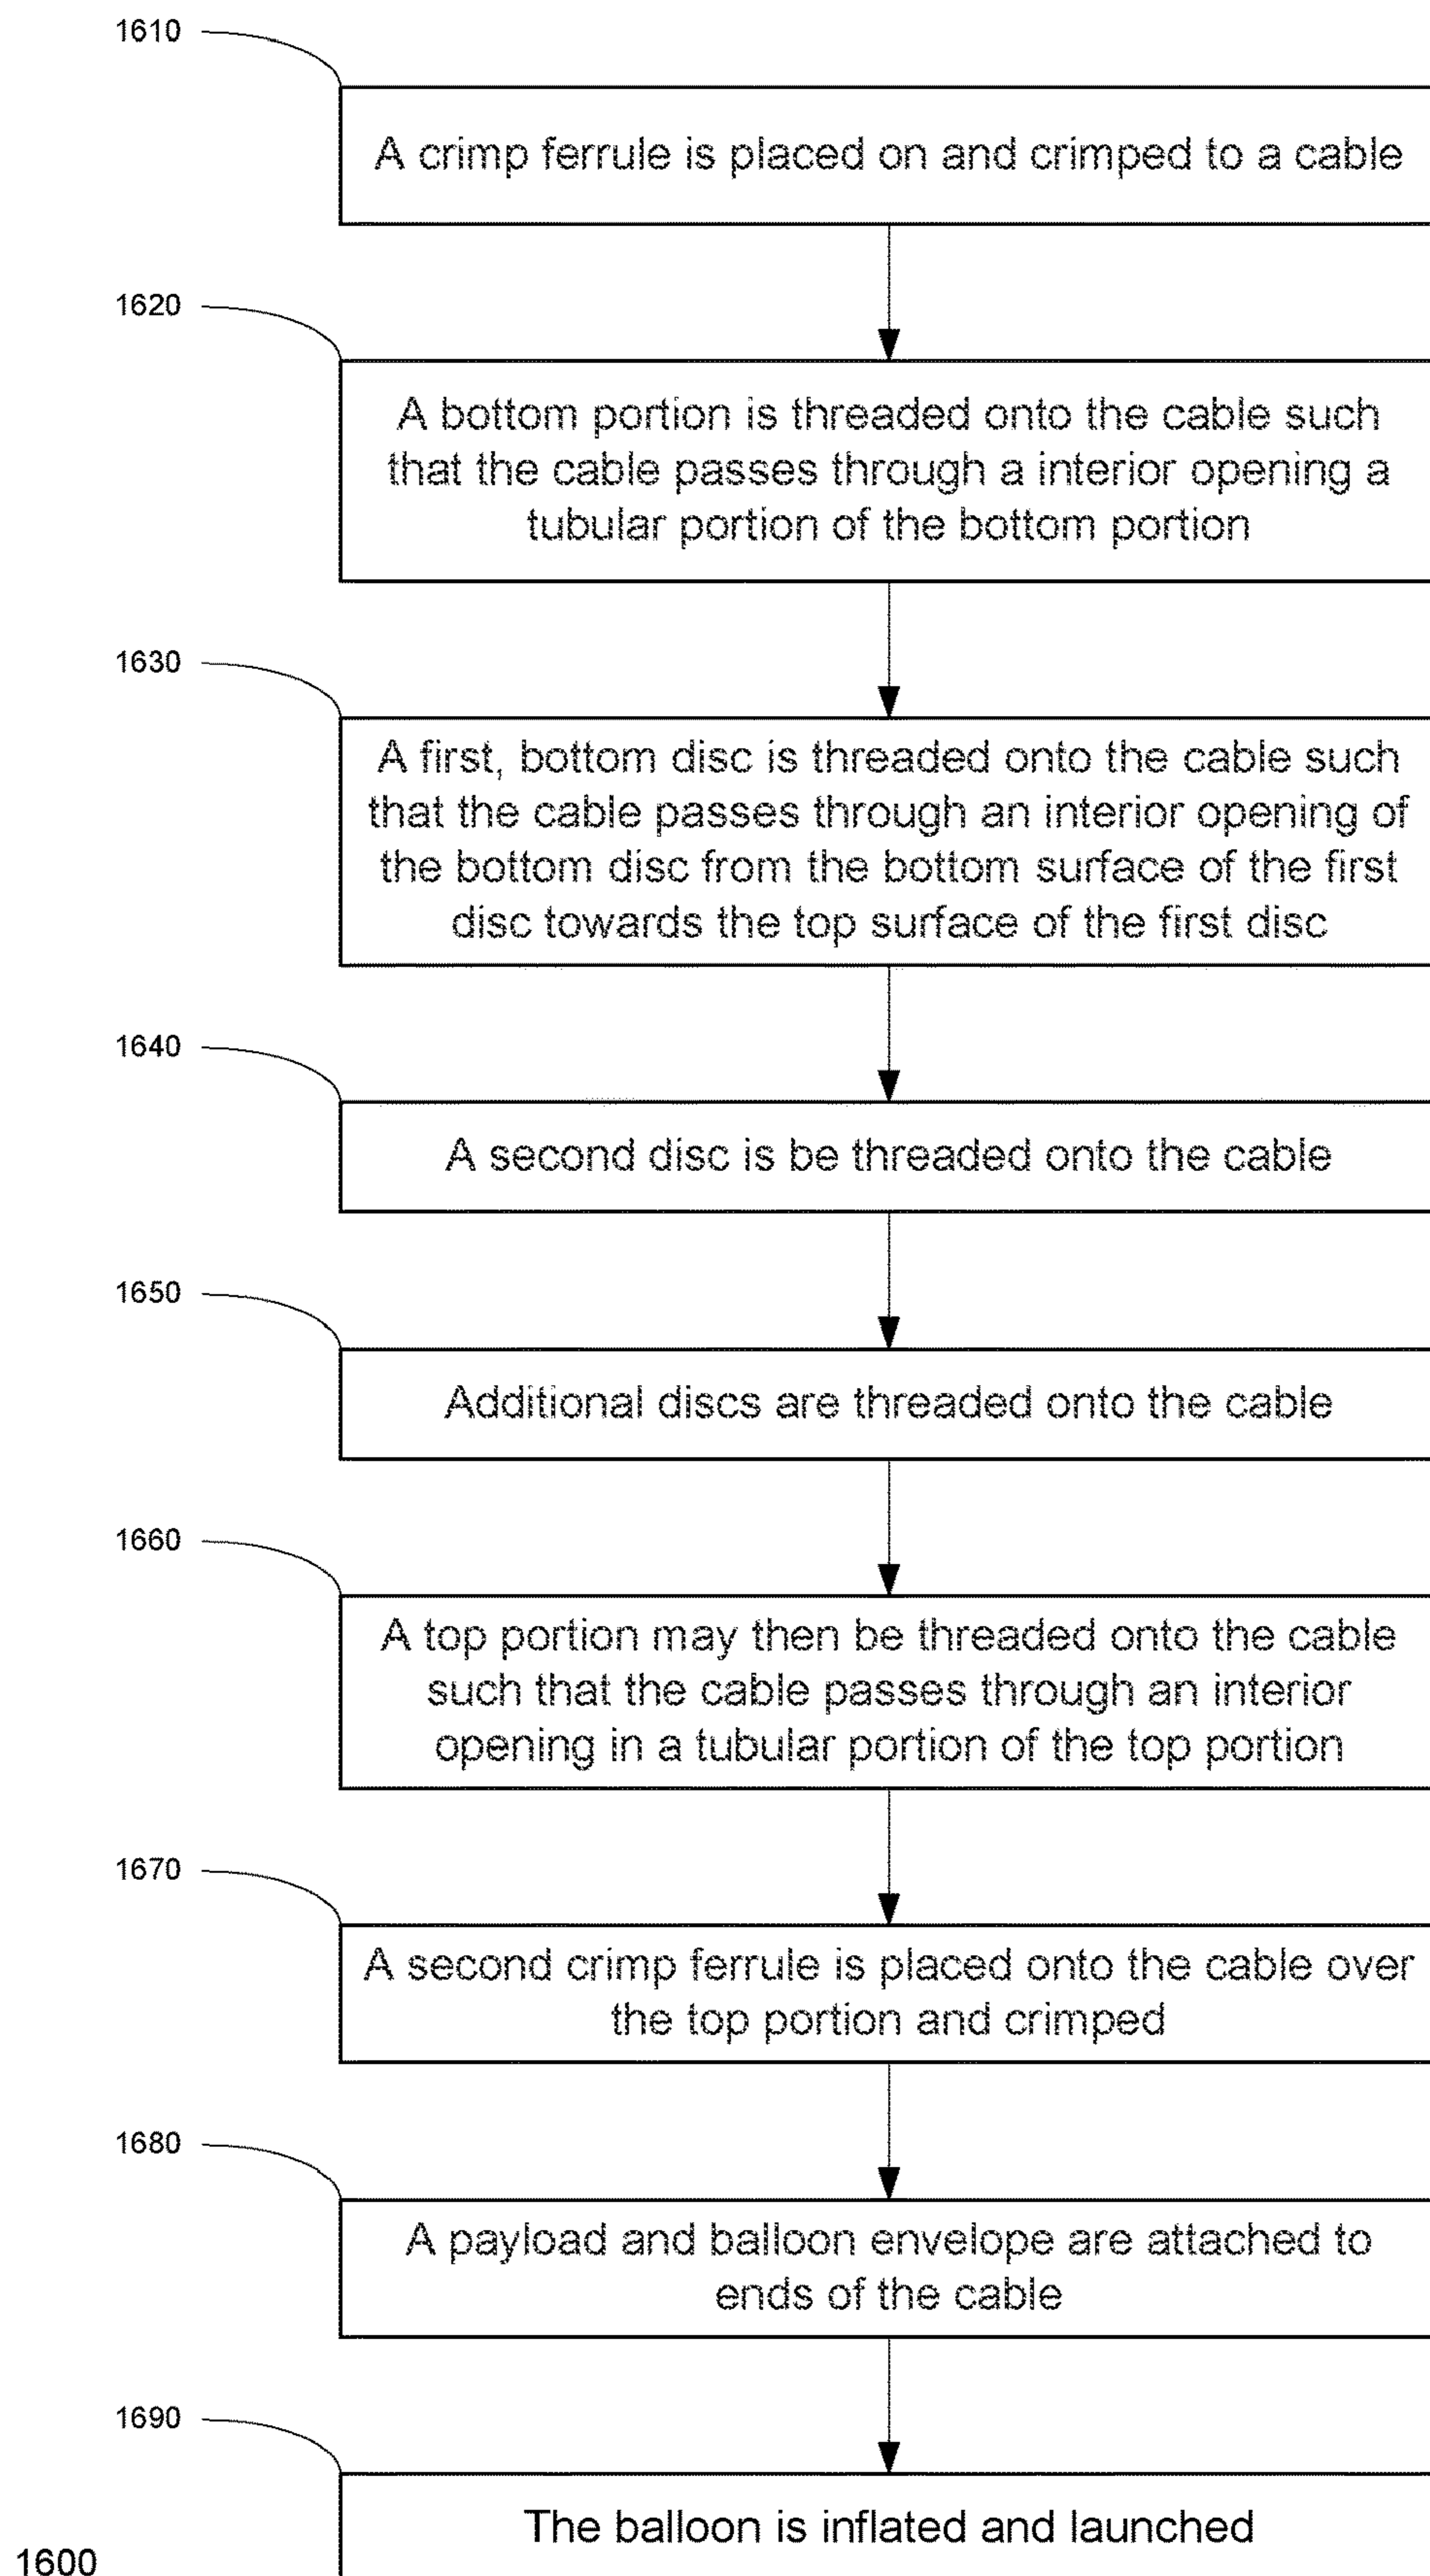 1610
A crimp ferrule is placed on and crimped to a cable
1620
A bottom portion is threaded onto the cable such
that the cable passes through a interior opening a
tubular portion of the bottom portion
1630
A first, bottom disc is threaded onto the cable such
that the cable passes through an interior opening of
the bottom disc from the bottom surface of the first
disc towards the top surface of the first disc
1640
A second disc is be threaded onto the cable
1650
Additional discs are threaded onto the cable
1660
A top portion may then be threaded onto the cable
such that the cable passes through an interior
opening in a tubular portion of the top portion
1670
A second crimp ferrule is placed onto the cable over
the top portion and crimped
1680
A payload and balloon envelope are attached to
ends of the cable
1690
The balloon is inflated and launched
1600